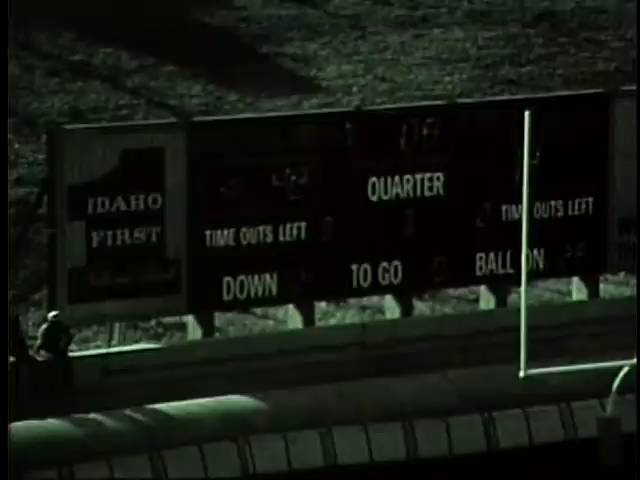 IDAHO
FIRST
QUARTER
TIME OUTS LEFT
TIME OUTS LEFT
DOWN TO GO BALL ON